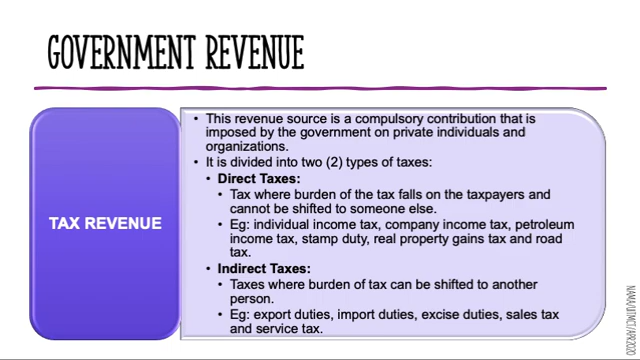 GOVERNMENT REVENUE
TAX REVENUE
• This revenue source is a compulsory contribution that is
imposed by the government on private individuals and
organizations.
• It is divided into two (2) types of taxes:
• Direct Taxes:
• Tax where burden of the tax falls on the taxpayers and
cannot be shifted to someone else.
• Eg: individual income tax, company income tax, petroleum
income tax, stamp duty, real property gains tax and road
tax.
• Indirect Taxes:
• Taxes where burden of tax can be shifted to another
person.
• Eg: export duties, import duties, excise duties, sales tax
and service tax.